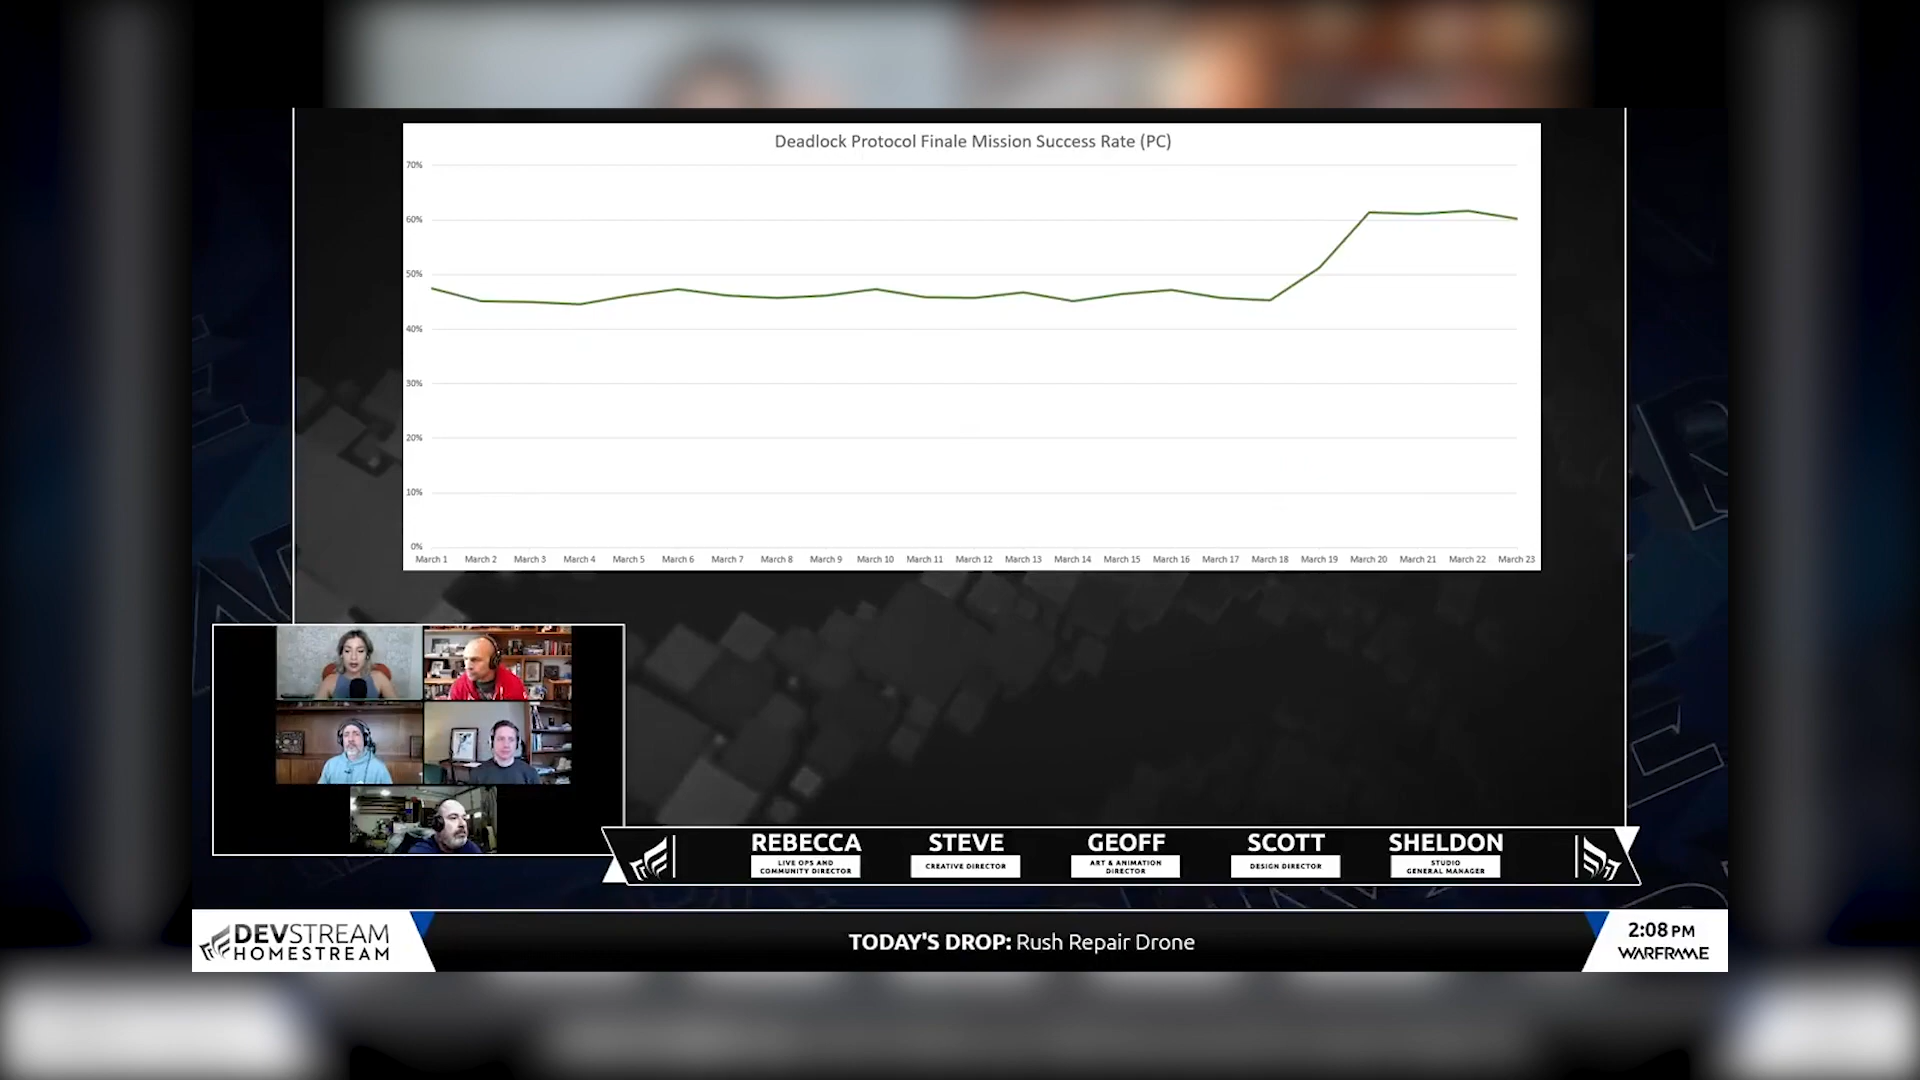 Deadlock Protocol Finale Mission Success Rate (PC)
70%
60%
50%
40%
30%
20%
10%
0%
March 1 March 2 March 3 March 4 March 5 March 6 March 7 March 8 March 9 March 10 March 11 March 12 March 13 March 14 March 15 March 16 March 17 March 18 March 19 March 20 March 21 March 22 March 23
REBECCA
LIVE OPS AND
COMMUNITY DIRECTOR
STEVE
CREATIVE DIRECTOR
GEOFF
ART & ANIMATION
DIRECTOR
SCOTT
DESIGN DIRECTOR
SHELDON
STUDIO
GENERAL MANAGER
DEVSTREAM
HOMESTREAM
TODAY'S DROP: Rush Repair Drone
2:08 PM
WARFRAME